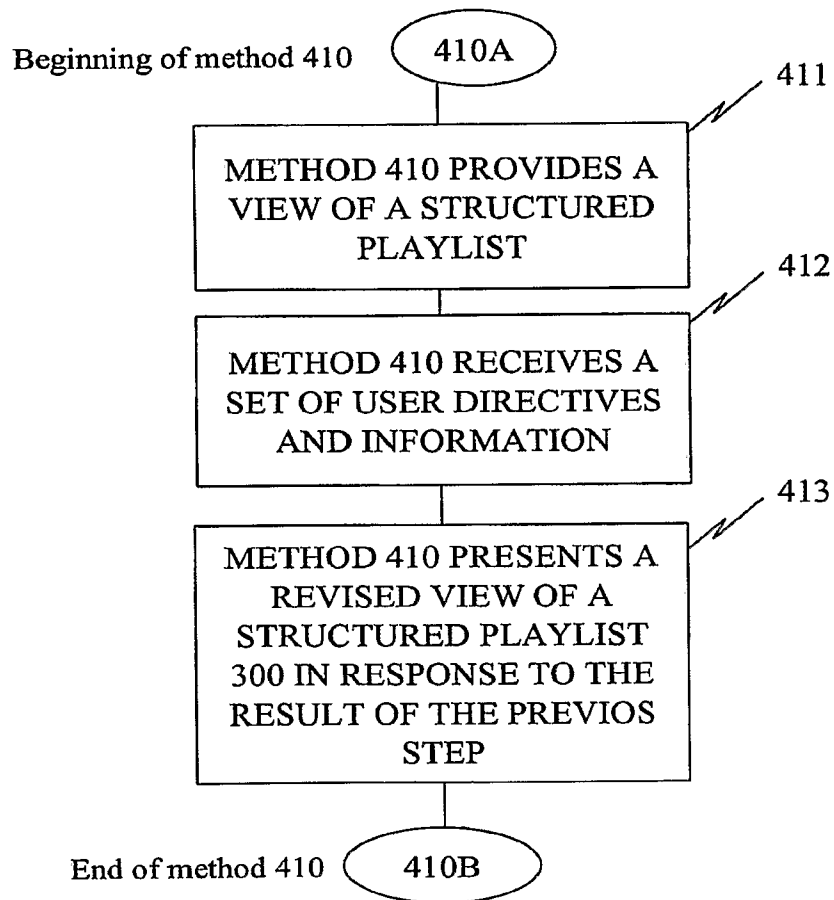 Beginning of method 410
410A
411
METHOD 410 PROVIDES A
VIEW OF A STRUCTURED
PLAYLIST
412
METHOD 410 RECEIVES A
SET OF USER DIRECTIVES
AND INFORMATION
413
METHOD 410 PRESENTS A
REVISED VIEW OF A
STRUCTURED PLAYLIST
300 IN RESPONSE TO THE
RESULT OF THE PREVIOS
STEP
End of method 410
410B